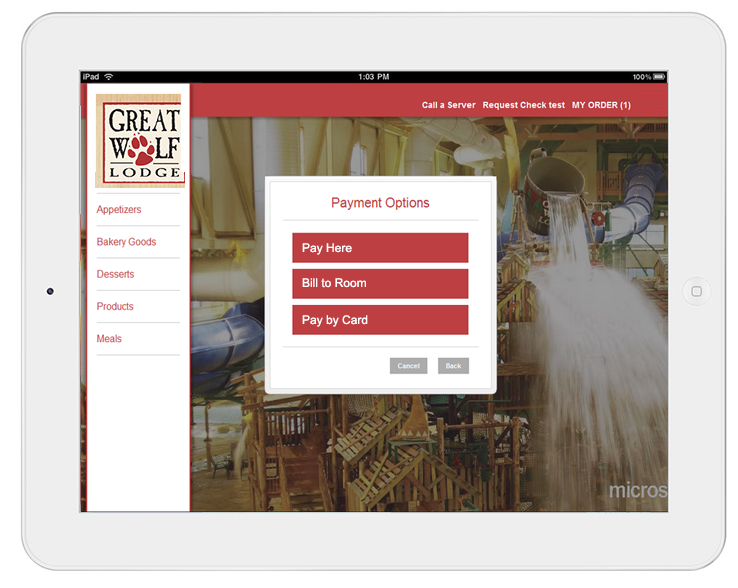 iPad 1:03 PM 100%
Call a Server Request Check test MY ORDER (1)
GREAT
WOLF
LODGE
Appetizers
Bakery Goods
Desserts
Products
Meals
Payment Options
Pay Here
Bill to Room
Pay by Card
Cancel Back
micros